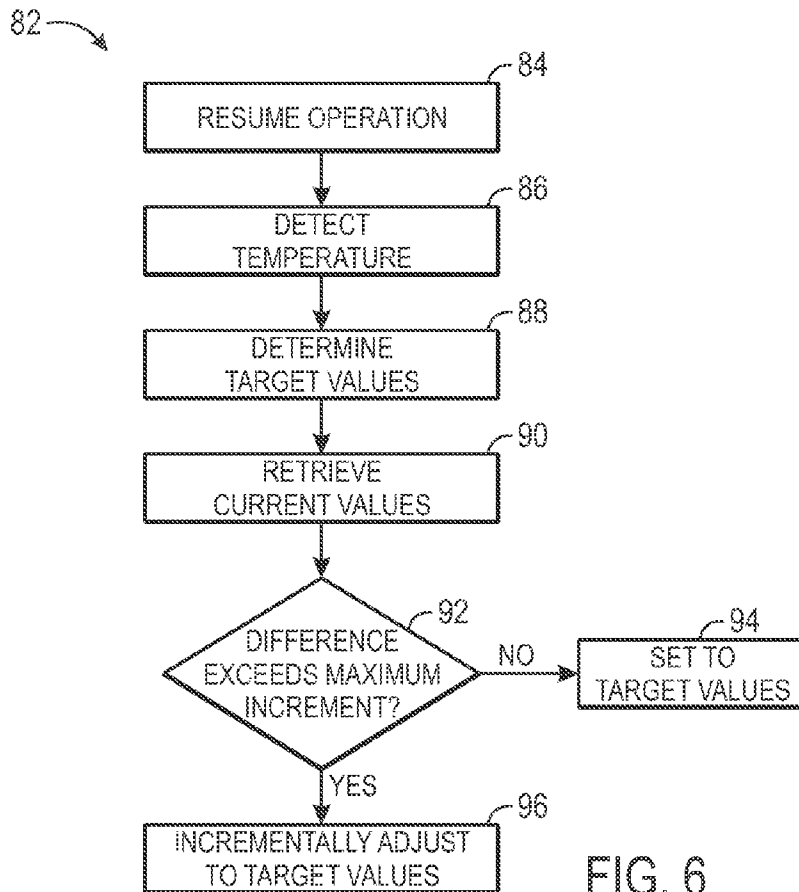 82
84
RESUME OPERATION
86
DETECT
TEMPERATURE
88
DETERMINE
TARGET VALUES
90
RETRIEVE
CURRENT VALUES
92
DIFFERENCE
EXCEEDS MAXIMUM
INCREMENT?
NO
94
SET TO
TARGET VALUES
YES
96
INCREMENTALLY ADJUST
TO TARGET VALUES
FIG. 6